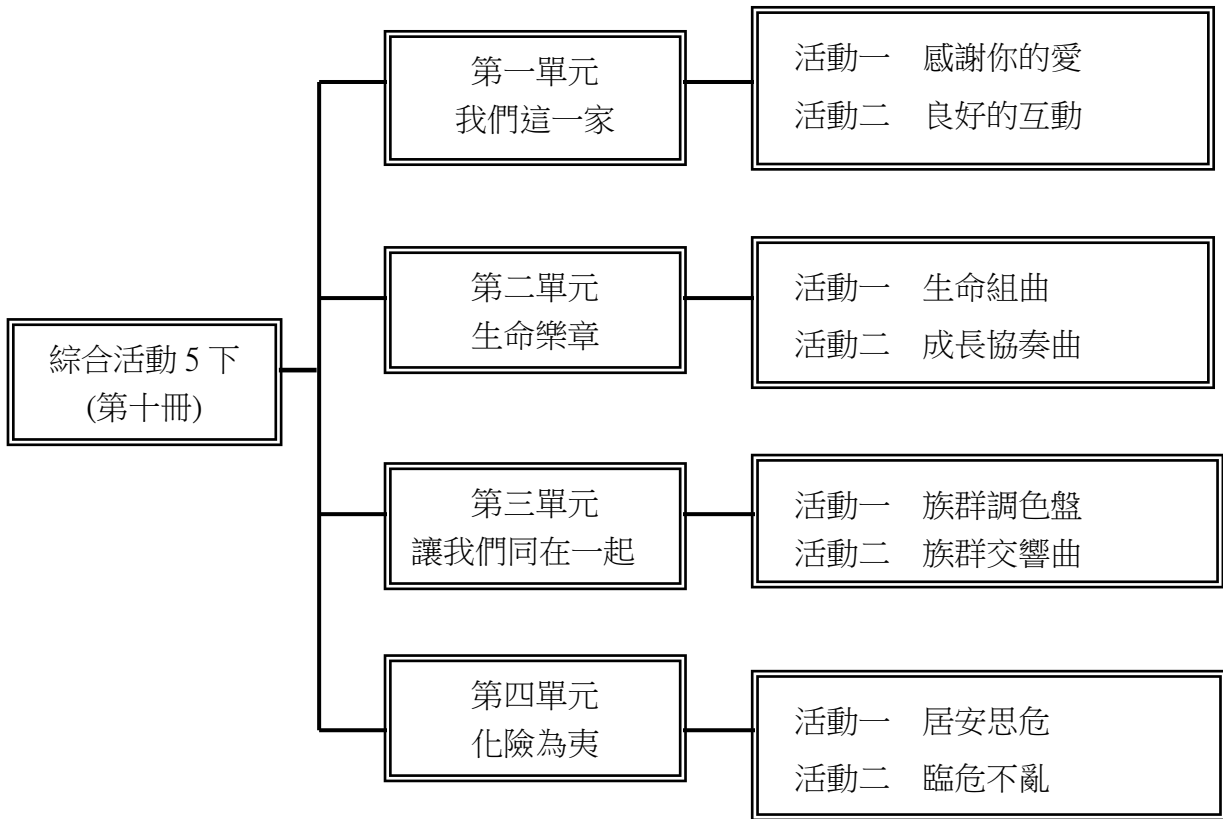 綜合活動 5 下
(第十冊)
第一單元
我們這一家
活動一　感謝你的愛
活動二　良好的互動
第二單元
生命樂章
活動一　生命組曲
活動二　成長協奏曲
第三單元
讓我們同在一起
活動一　族群調色盤
活動二　族群交響曲
第四單元
化險為夷
活動一　居安思危
活動二　臨危不亂